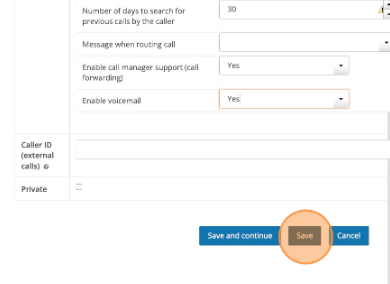 Number of days to search for
previous calls by the caller
30
Message when routing call
Enable call manager support (call
forwarding)
Yes
Enable voicemail
Yes
Caller ID
(external
calls)
Private
Save and continue
Save
Cancel